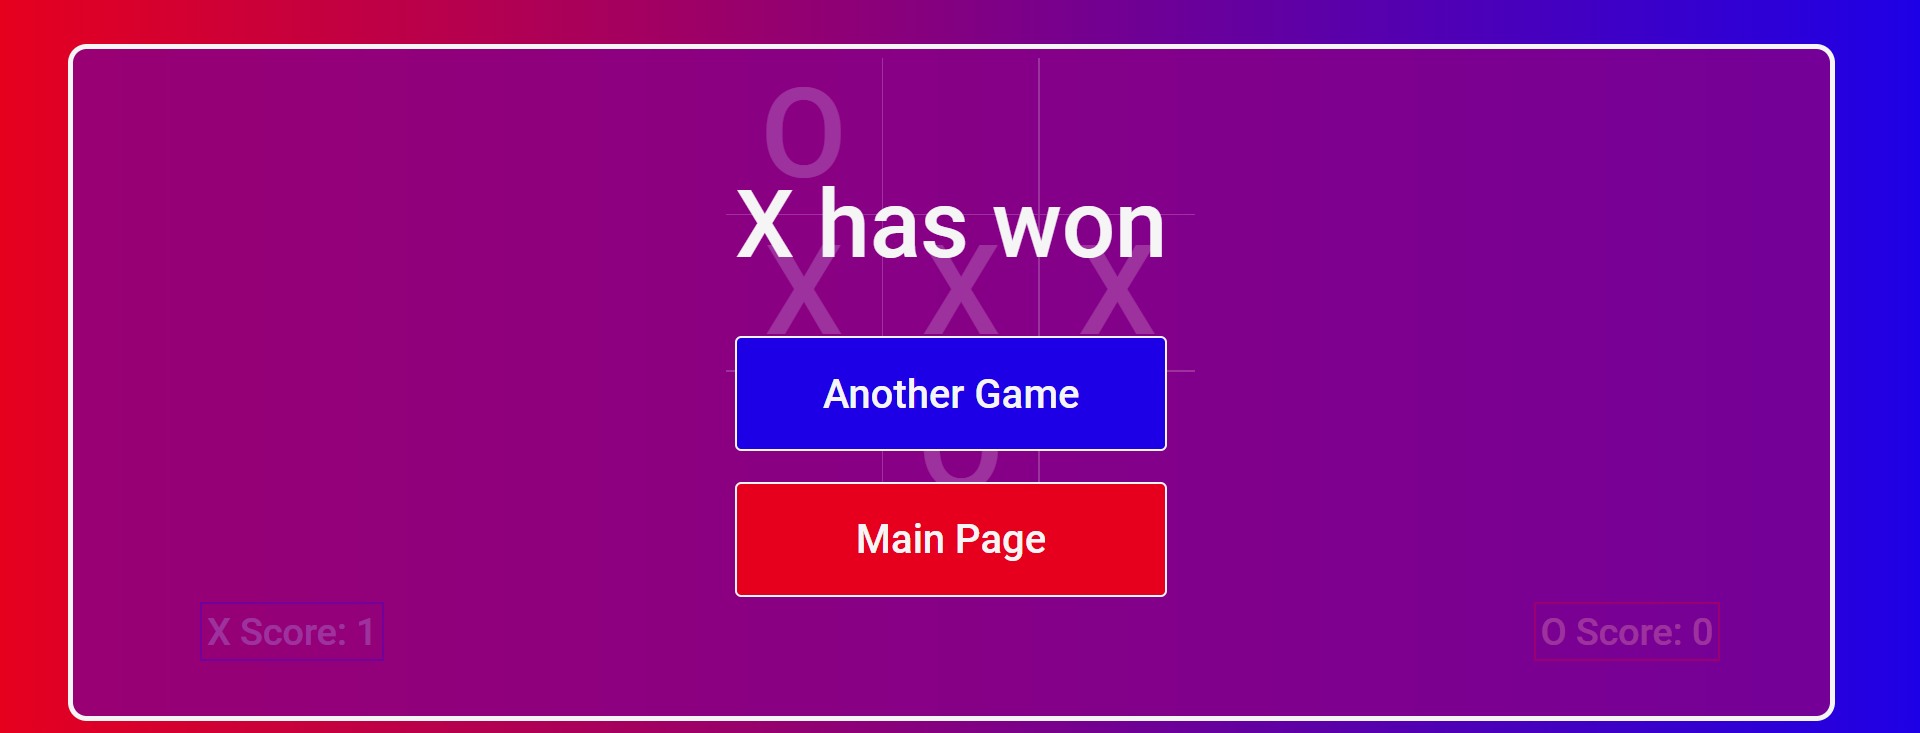 O
X has won
X X X
Another Game
O
Main Page
X Score: 1
O Score: 0